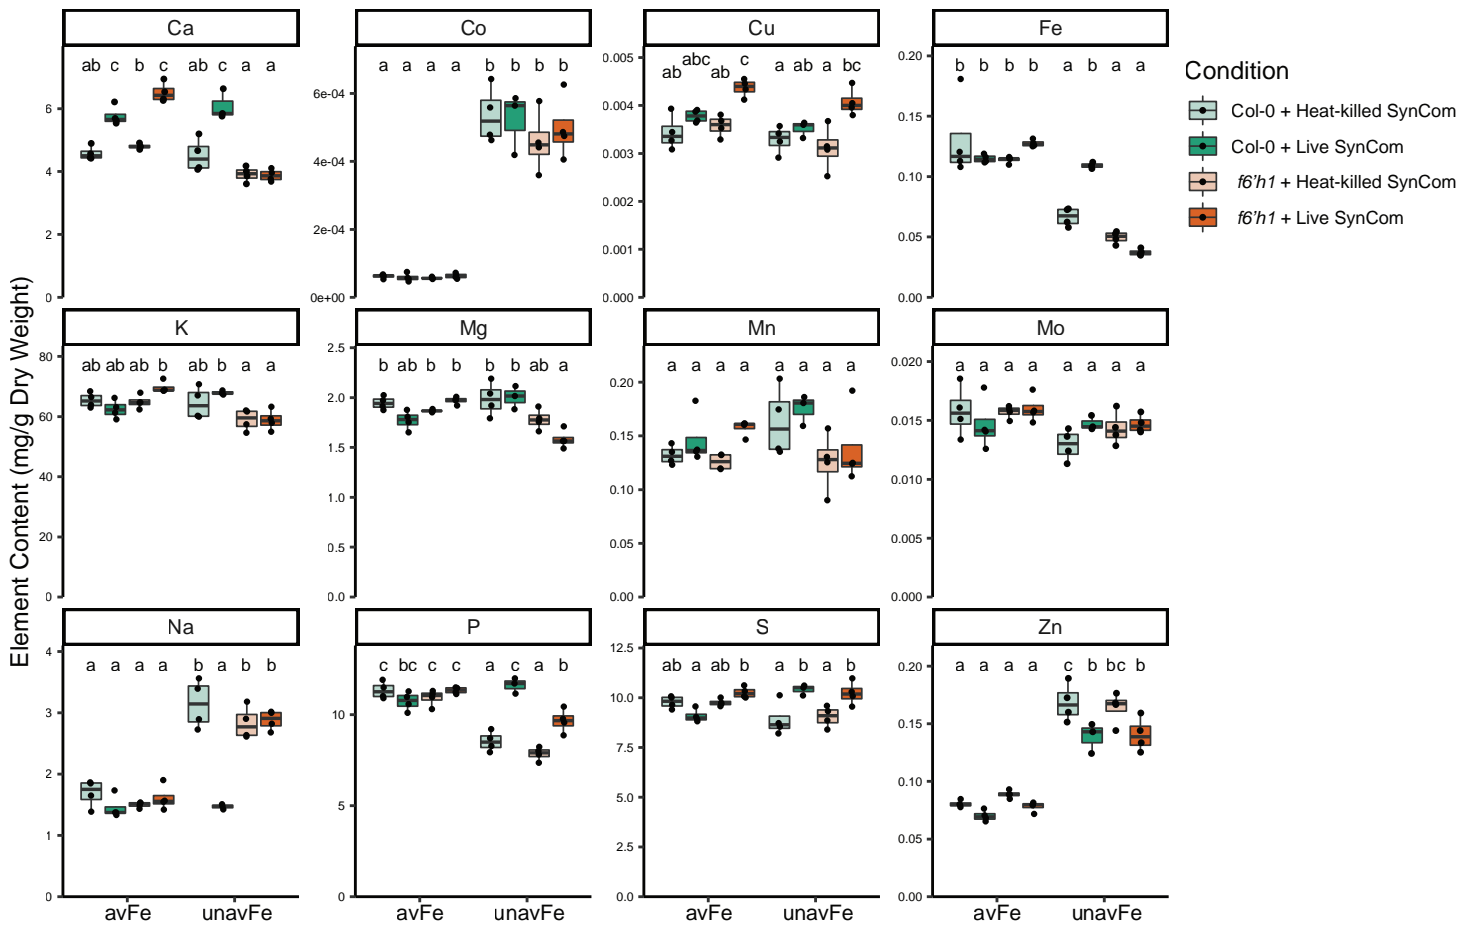 Ca
Co
Cu
Fe
Condition
Col-0 + Heat-killed SynCom
Col-0 + Live SynCom
f6'h1 + Heat-killed SynCom
f6'h1 + Live SynCom
ab c b c ab c a a
6
4
2
0
a a a a b b b b
6e-04
4e-04
2e-04
0e+00
ab abc ab c a ab a bc
0.005
0.004
0.003
0.002
0.001
0.000
b b b b a b a a
0.20
0.15
0.10
0.05
0.00
Element Content (mg/g Dry Weight)
K
Mg
Mn
Mo
ab ab ab b ab b a a
80
60
40
20
0
b ab b b b b ab a
2.5
2.0
1.5
1.0
0.5
0.0
a a a a a a a a
0.20
0.15
0.10
0.05
0.00
a a a a a a a a
0.020
0.015
0.010
0.005
0.000
Na
P
S
Zn
a a a a b a b b
4
3
2
1
0
c bc c c a c a b
10
5
0
ab a ab b a b a b
12.5
10.0
7.5
5.0
2.5
0.0
a a a a c b bc b
0.20
0.15
0.10
0.05
0.00
avFe unavFe
avFe unavFe
avFe unavFe
avFe unavFe